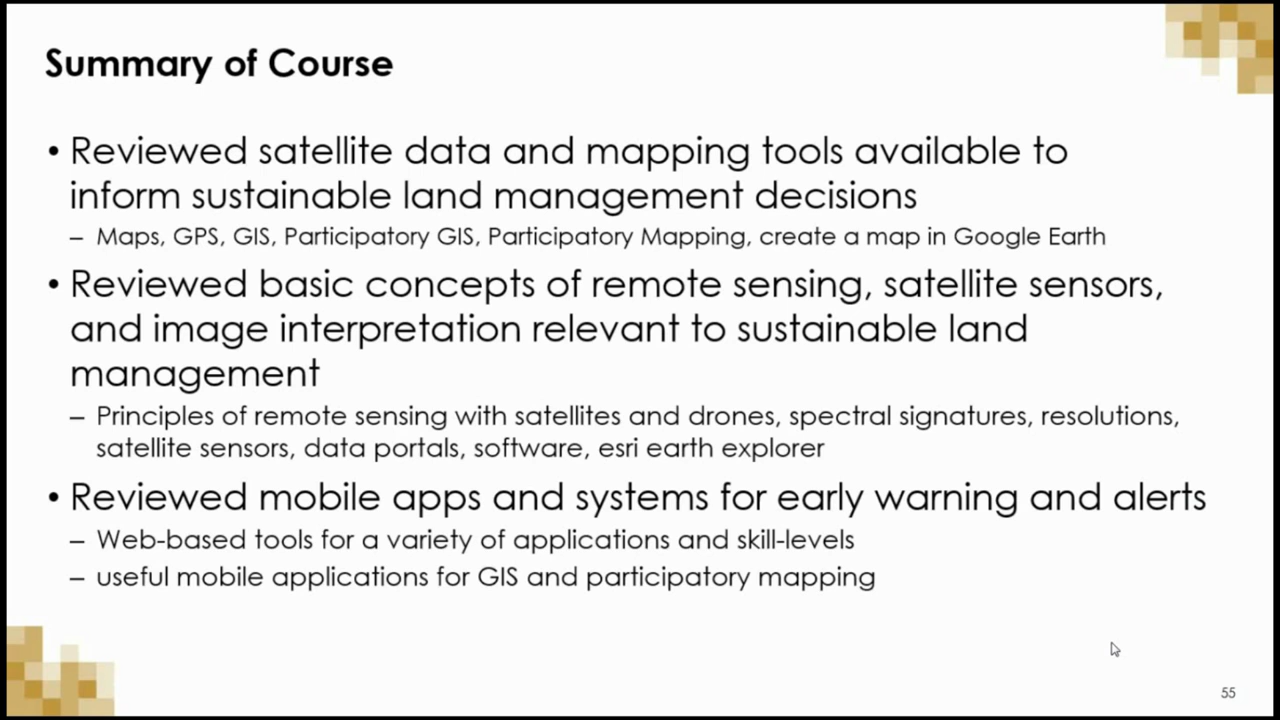 Summary of Course
• Reviewed satellite data and mapping tools available to
inform sustainable land management decisions
– Maps, GPS, GIS, Participatory GIS, Participatory Mapping, create a map in Google Earth
• Reviewed basic concepts of remote sensing, satellite sensors,
and image interpretation relevant to sustainable land
management
– Principles of remote sensing with satellites and drones, spectral signatures, resolutions,
satellite sensors, data portals, software, esri earth explorer
• Reviewed mobile apps and systems for early warning and alerts
– Web-based tools for a variety of applications and skill-levels
– useful mobile applications for GIS and participatory mapping
55